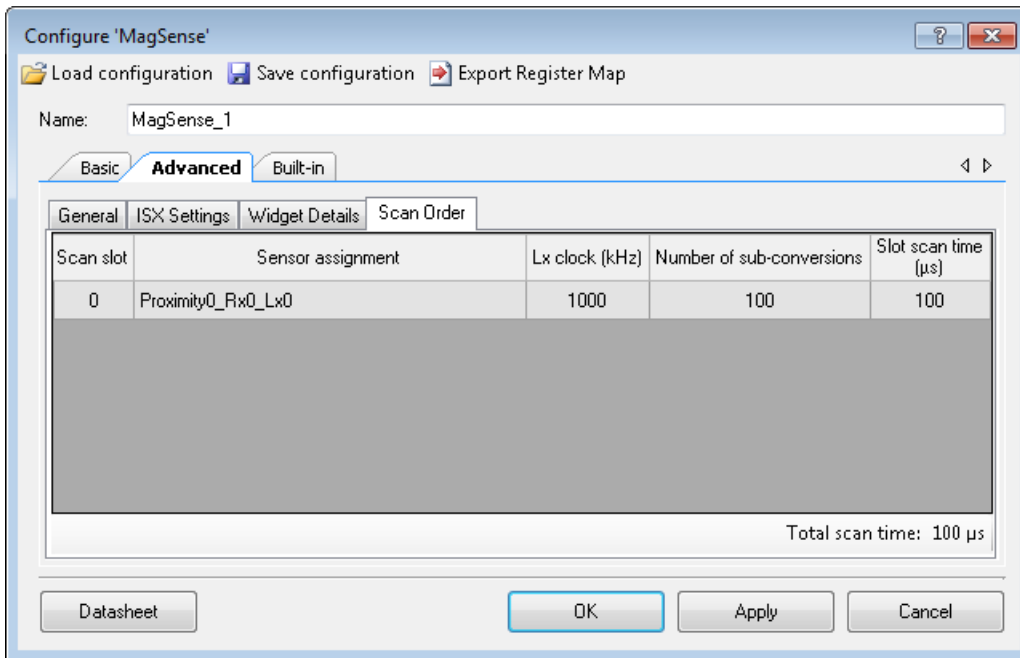 Configure 'MagSense'
Load configuration Save configuration Export Register Map
Name: MagSense_1
Basic Advanced Built-in
General ISX Settings Widget Details Scan Order
Scan slot Sensor assignment Lx clock (kHz) Number of sub-conversions Slot scan time (µs)
0 Proximity0_Rx0_Lx0 1000 100 100
Total scan time: 100 µs
Datasheet OK Apply Cancel